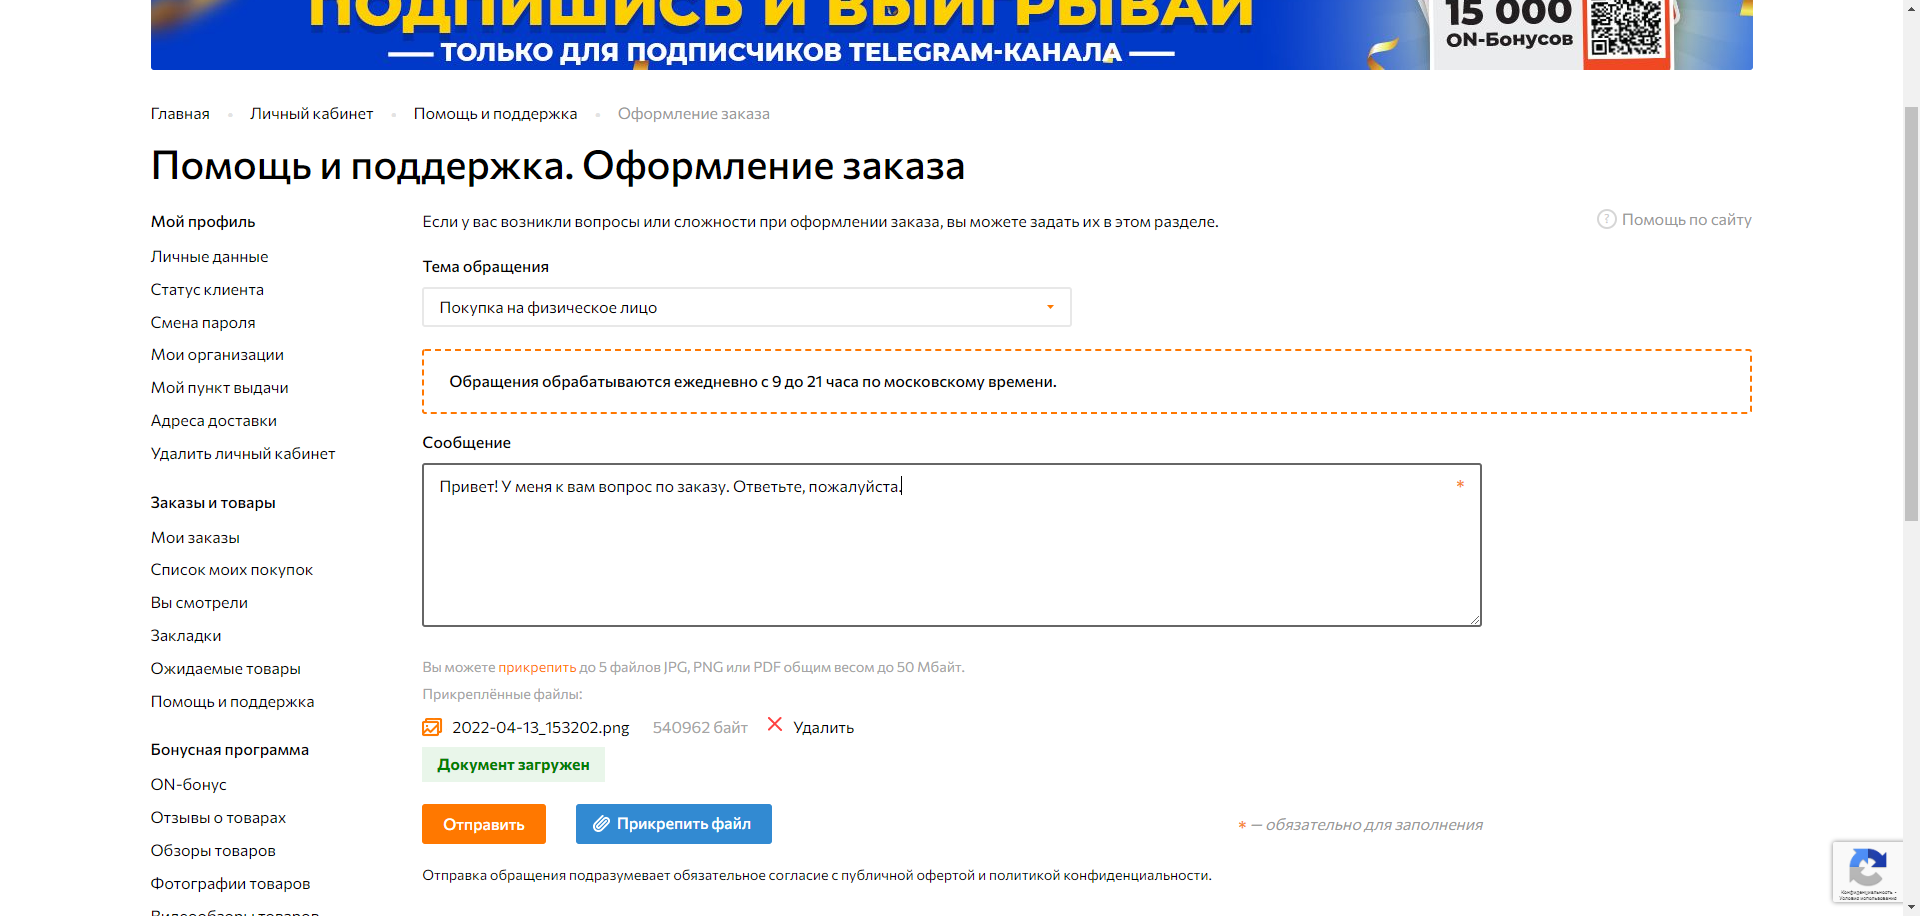 ПОДПИШИСЬ И ВЫИГРЫВАЙ
ТОЛЬКО ДЛЯ ПОДПИСЧИКОВ TELEGRAM-КАНАЛА
15 000
ON-Бонусов
Главная
Личный кабинет
Помощь и поддержка
Оформление заказа
Помощь и поддержка. Оформление заказа
Мой профиль
Личные данные
Статус клиента
Смена пароля
Мои организации
Мой пункт выдачи
Адреса доставки
Удалить личный кабинет
Заказы и товары
Мои заказы
Список моих покупок
Вы смотрели
Закладки
Ожидаемые товары
Помощь и поддержка
Бонусная программа
ON-бонус
Отзывы о товарах
Обзоры товаров
Фотографии товаров
Видеообзоры товаров
Если у вас возникли вопросы или сложности при оформлении заказа, вы можете задать их в этом разделе.
? Помощь по сайту
Тема обращения
Покупка на физическое лицо
Обращения обрабатываются ежедневно с 9 до 21 часа по московскому времени.
Сообщение
Привет! У меня к вам вопрос по заказу. Ответьте, пожалуйста. *
Вы можете прикрепить до 5 файлов JPG, PNG или PDF общим весом до 50 Мбайт.
Прикреплённые файлы:
2022-04-13_153202.png 540962 байт Удалить
Документ загружен
Отправить
Прикрепить файл
* — обязательно для заполнения
Отправка обращения подразумевает обязательное согласие с публичной офертой и политикой конфиденциальности.
Конфиденциальность -
Условия использования